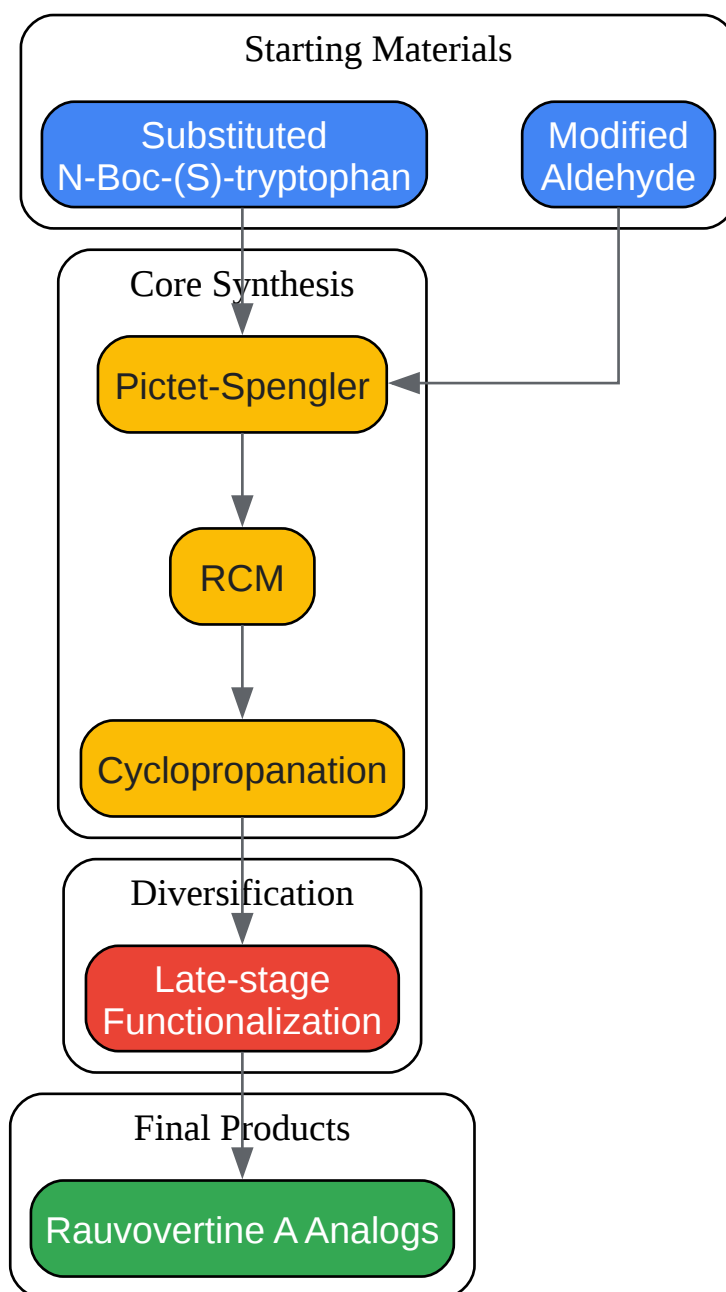 Starting Materials
Substituted
N-Boc-(S)-tryptophan
Modified
Aldehyde
Core Synthesis
Pictet-Spengler
RCM
Cyclopropanation
Diversification
Late-stage
Functionalization
Final Products
Rauvovertine A Analogs